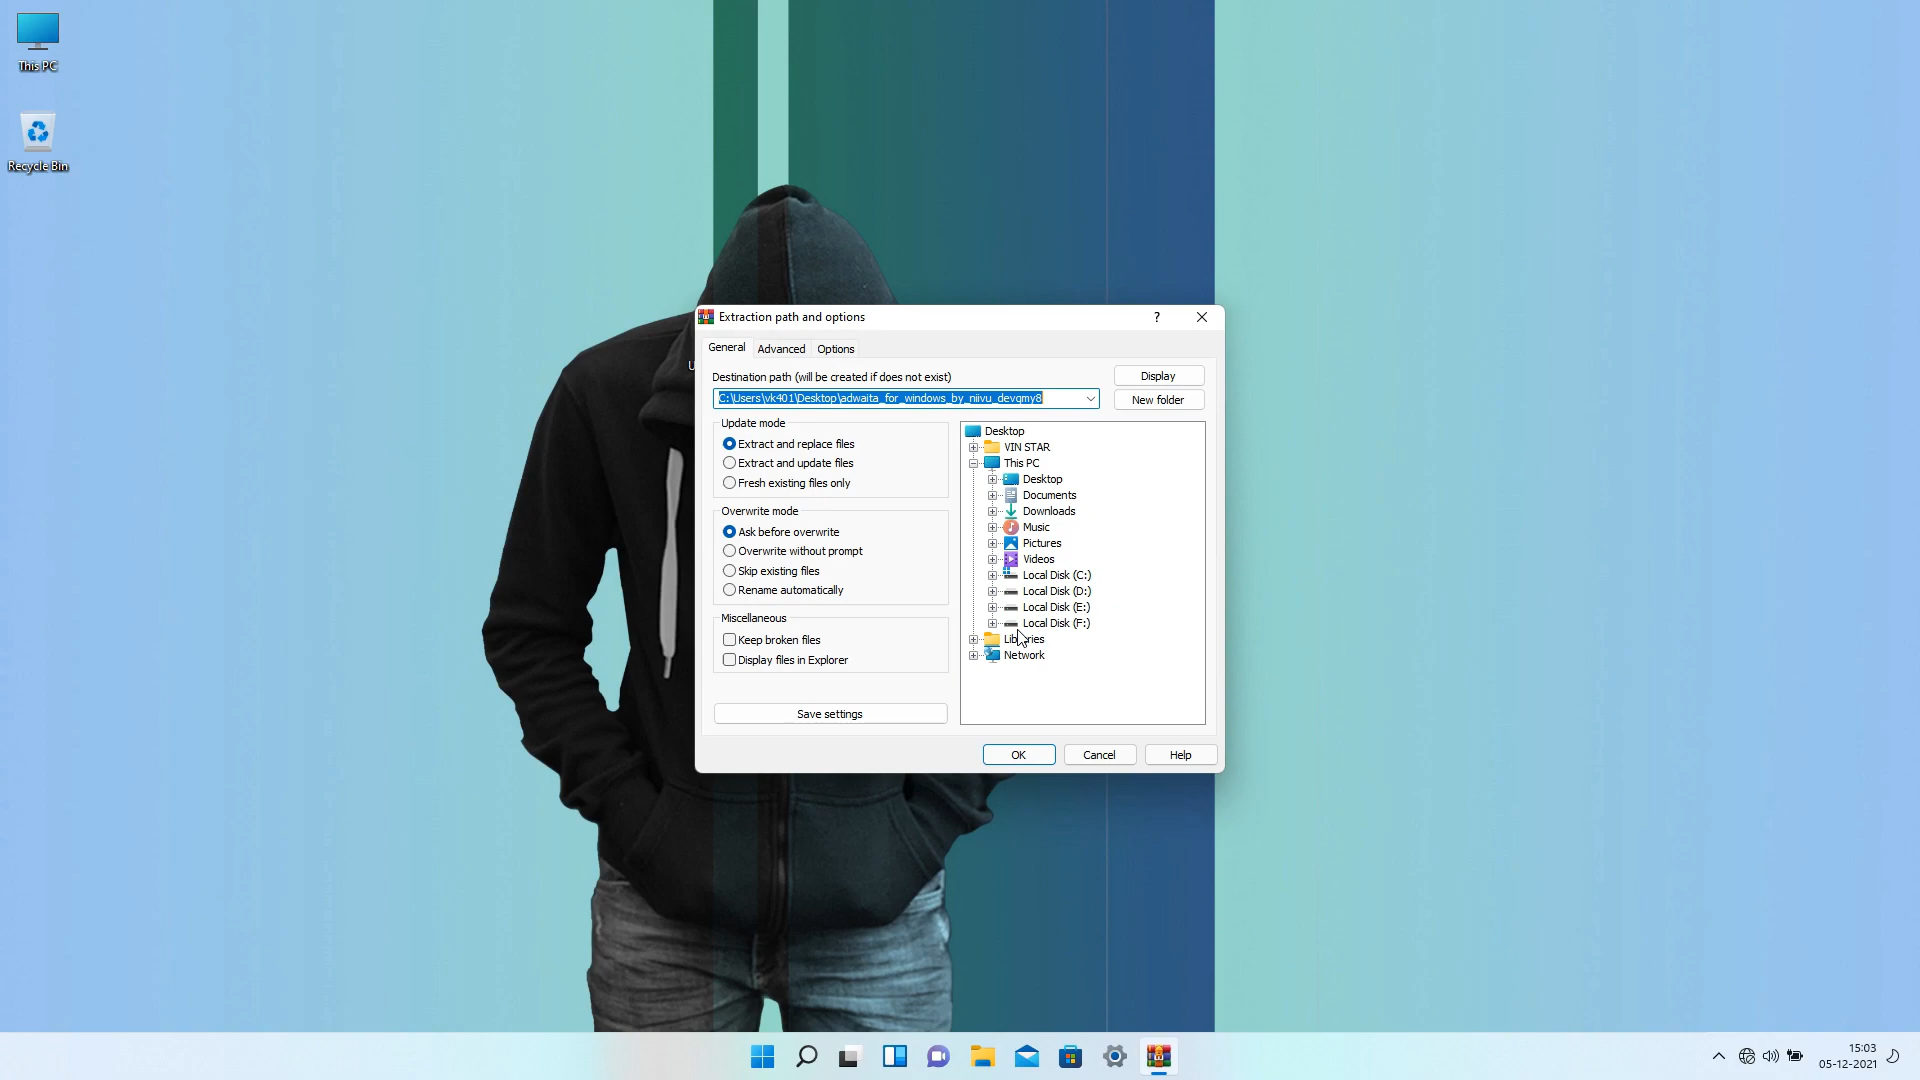 This PC
Recycle Bin
Extraction path and options
?
General
Advanced
Options
Destination path (will be created if does not exist)
Display
C:\Users\vk401\Desktop\adwaita_for_windows_by_niivu_devqmy8
New folder
Update mode
Extract and replace files
Extract and update files
Fresh existing files only
Overwrite mode
Ask before overwrite
Overwrite without prompt
Skip existing files
Rename automatically
Miscellaneous
Keep broken files
Display files in Explorer
Save settings
Desktop
VIN STAR
This PC
Desktop
Documents
Downloads
Music
Pictures
Videos
Local Disk (C:)
Local Disk (D:)
Local Disk (E:)
Local Disk (F:)
Libraries
Network
OK
Cancel
Help
15:03
05-12-2021